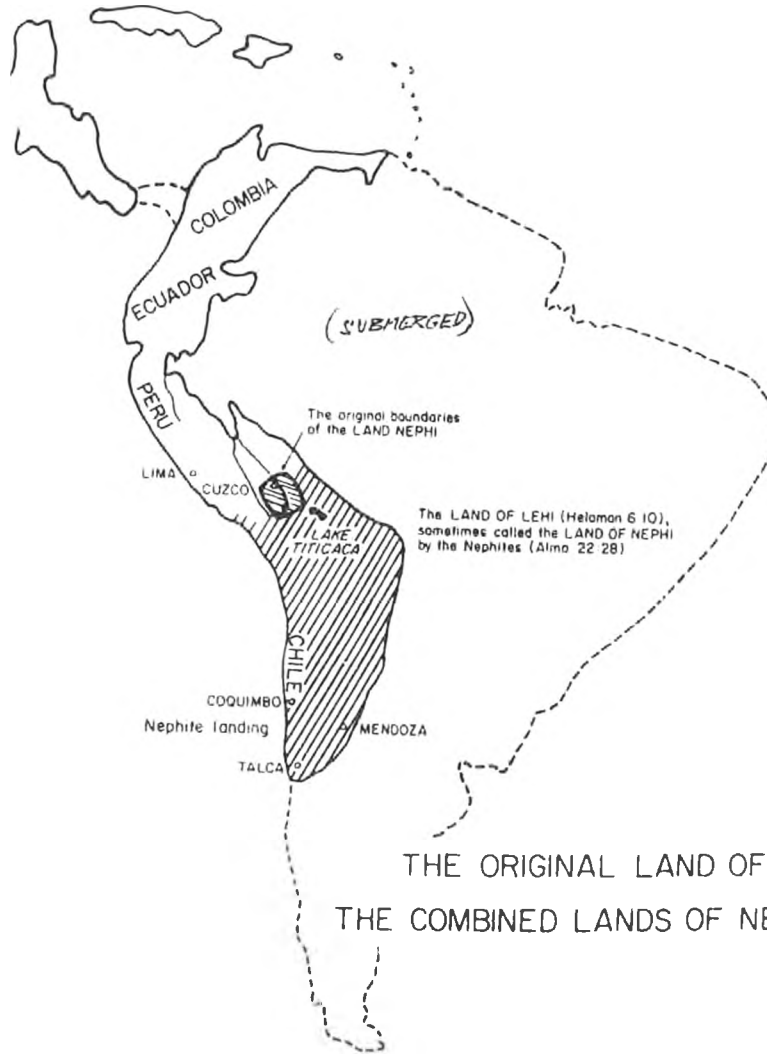 COLOMBIA
ECUADOR
(SUBMERGED)
PERU
The original boundaries
of the LAND NEPHI
LIMA
CUZCO
LAKE
TITICACA
The LAND OF LEHI (Helaman 6:10),
sometimes called the LAND OF NEPHI
by the Nephites (Alma 22:28)
CHILE
COQUIMBO
Nephite landing
MENDOZA
TALCA
THE ORIGINAL LAND OF
THE COMBINED LANDS OF